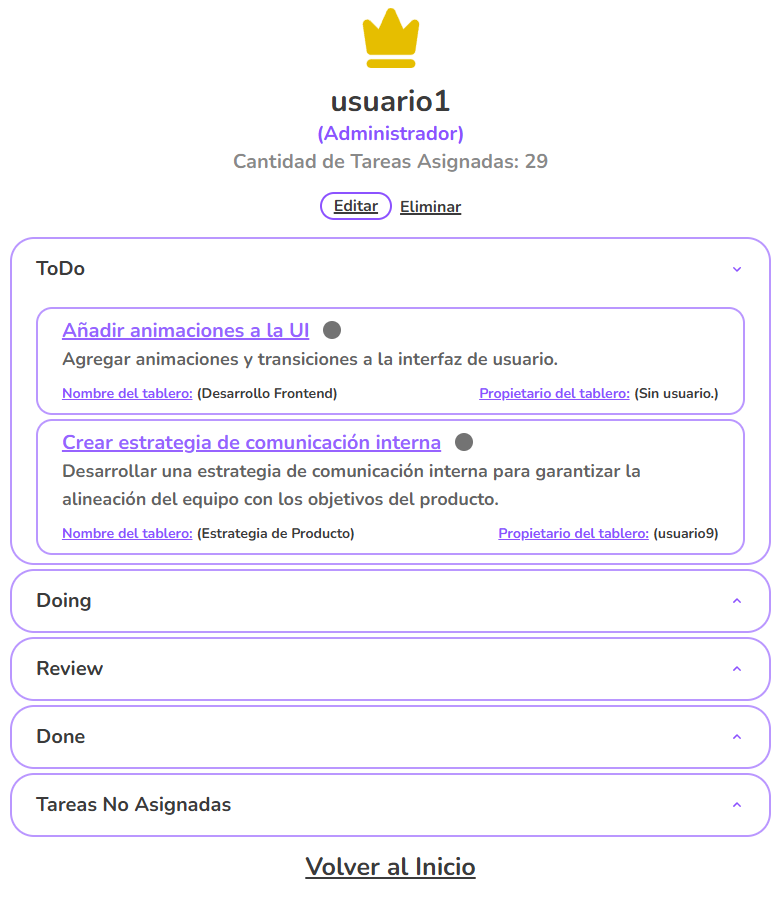 usuario1
(Administrador)
Cantidad de Tareas Asignadas: 29
Editar Eliminar
ToDo
Añadir animaciones a la UI
Agregar animaciones y transiciones a la interfaz de usuario.
Nombre del tablero: (Desarrollo Frontend) Propietario del tablero: (Sin usuario.)
Crear estrategia de comunicación interna
Desarrollar una estrategia de comunicación interna para garantizar la
alineación del equipo con los objetivos del producto.
Nombre del tablero: (Estrategia de Producto) Propietario del tablero: (usuario9)
Doing
Review
Done
Tareas No Asignadas
Volver al Inicio